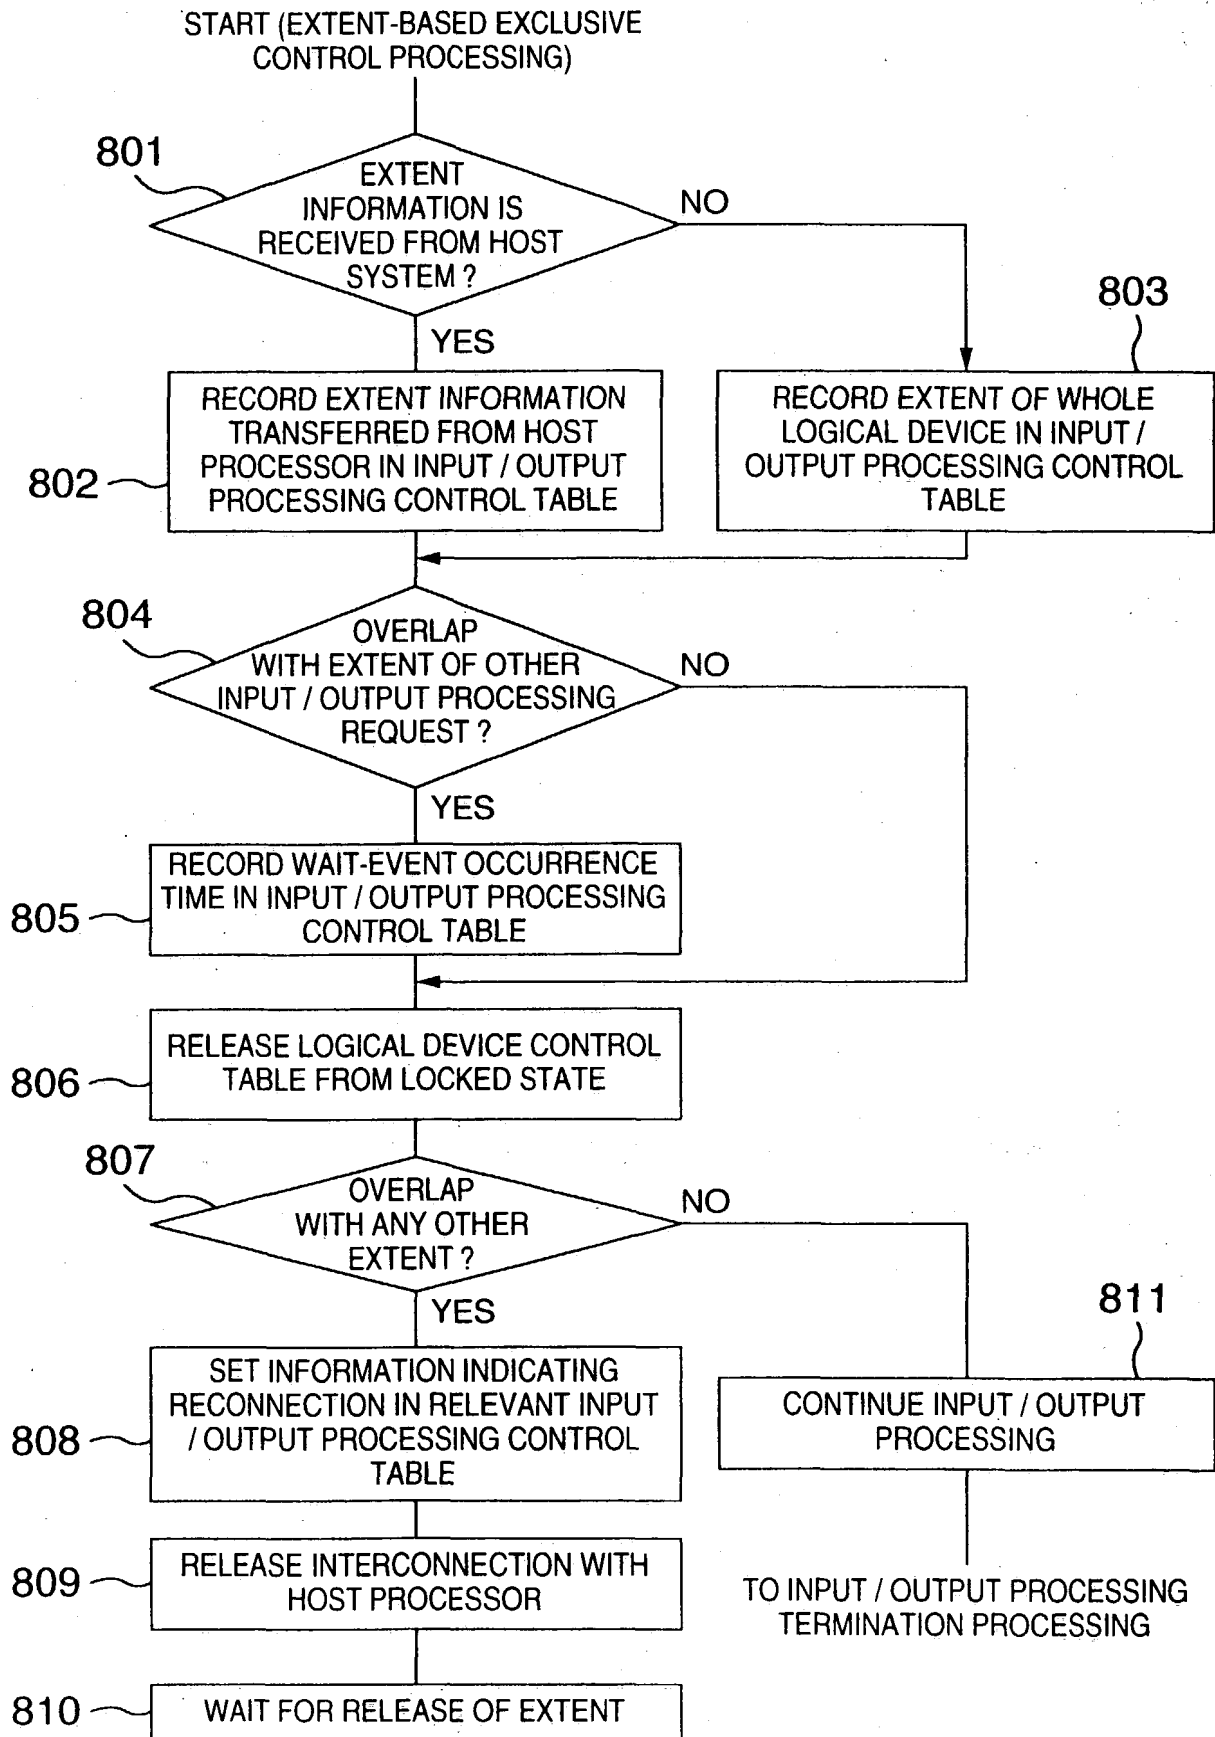 START (EXTENT-BASED EXCLUSIVE
CONTROL PROCESSING)
801
EXTENT
INFORMATION IS
RECEIVED FROM HOST
SYSTEM ?
NO
YES
803
802
RECORD EXTENT INFORMATION
TRANSFERRED FROM HOST
PROCESSOR IN INPUT / OUTPUT
PROCESSING CONTROL TABLE
RECORD EXTENT OF WHOLE
LOGICAL DEVICE IN INPUT /
OUTPUT PROCESSING CONTROL
TABLE
804
OVERLAP
WITH EXTENT OF OTHER
INPUT / OUTPUT PROCESSING
REQUEST ?
NO
YES
805
RECORD WAIT-EVENT OCCURRENCE
TIME IN INPUT / OUTPUT PROCESSING
CONTROL TABLE
806
RELEASE LOGICAL DEVICE CONTROL
TABLE FROM LOCKED STATE
807
OVERLAP
WITH ANY OTHER
EXTENT ?
NO
YES
811
808
SET INFORMATION INDICATING
RECONNECTION IN RELEVANT INPUT
/ OUTPUT PROCESSING CONTROL
TABLE
CONTINUE INPUT / OUTPUT
PROCESSING
809
RELEASE INTERCONNECTION WITH
HOST PROCESSOR
TO INPUT / OUTPUT PROCESSING
TERMINATION PROCESSING
810
WAIT FOR RELEASE OF EXTENT